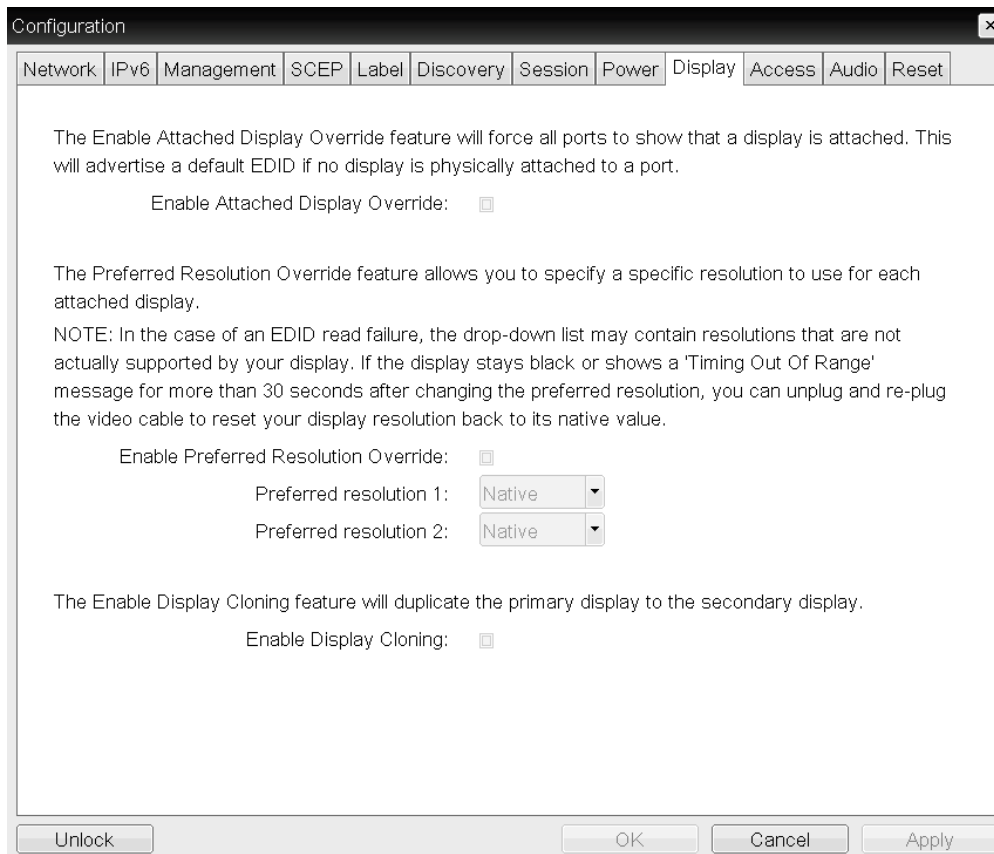 Configuration
Network IPv6 Management SCEP Label Discovery Session Power Display Access Audio Reset
The Enable Attached Display Override feature will force all ports to show that a display is attached. This
will advertise a default EDID if no display is physically attached to a port.
Enable Attached Display Override:
The Preferred Resolution Override feature allows you to specify a specific resolution to use for each
attached display.
NOTE: In the case of an EDID read failure, the drop-down list may contain resolutions that are not
actually supported by your display. If the display stays black or shows a 'Timing Out Of Range'
message for more than 30 seconds after changing the preferred resolution, you can unplug and re-plug
the video cable to reset your display resolution back to its native value.
Enable Preferred Resolution Override:
Preferred resolution 1: Native
Preferred resolution 2: Native
The Enable Display Cloning feature will duplicate the primary display to the secondary display.
Enable Display Cloning:
Unlock OK Cancel Apply